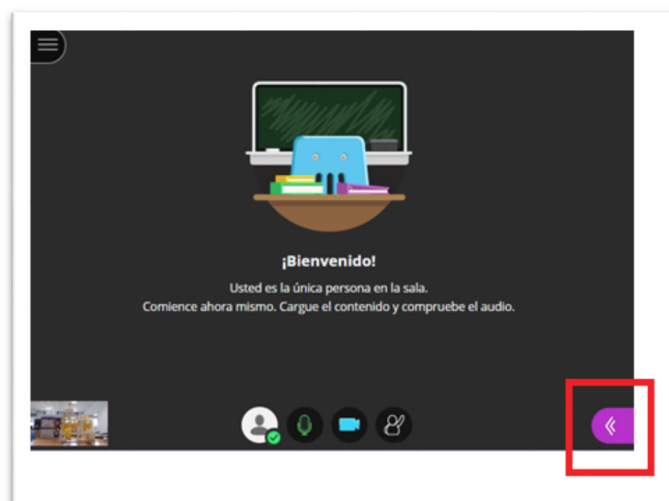 ¡Bienvenido!
Usted es la única persona en la sala.
Comience ahora mismo. Cargue el contenido y compruebe el audio.